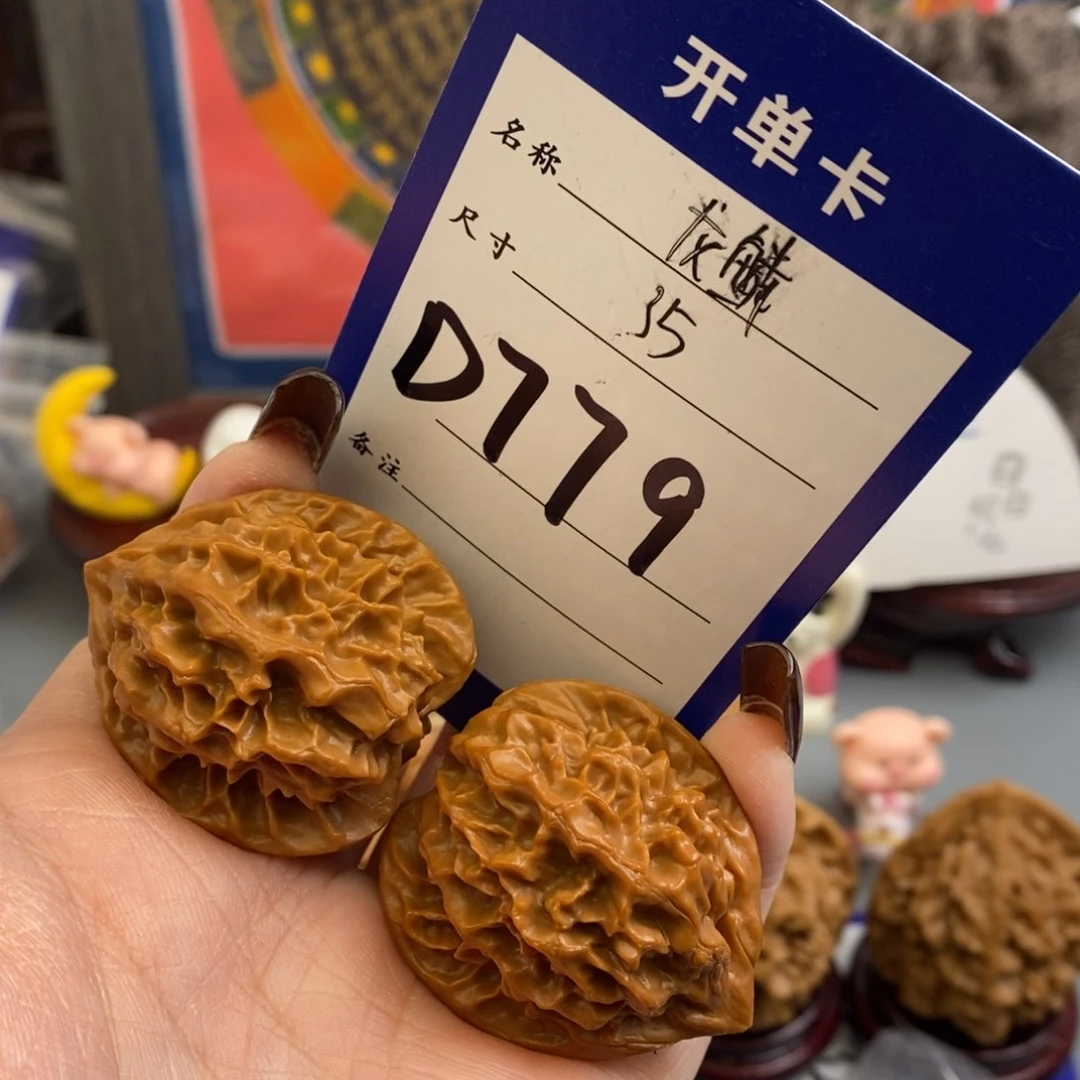 开单卡
名称 龙鳞
尺寸 35
D779
备注